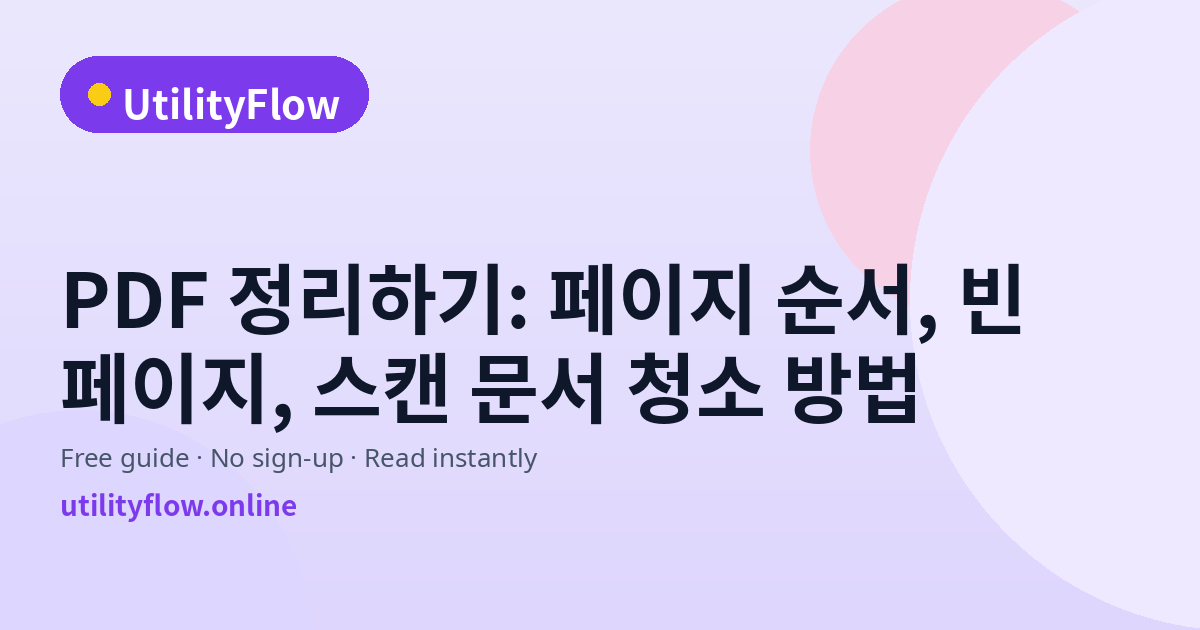 UtilityFlow
PDF 정리하기: 페이지 순서, 빈
페이지, 스캔 문서 청소 방법
Free guide · No sign-up · Read instantly
utilityflow.online